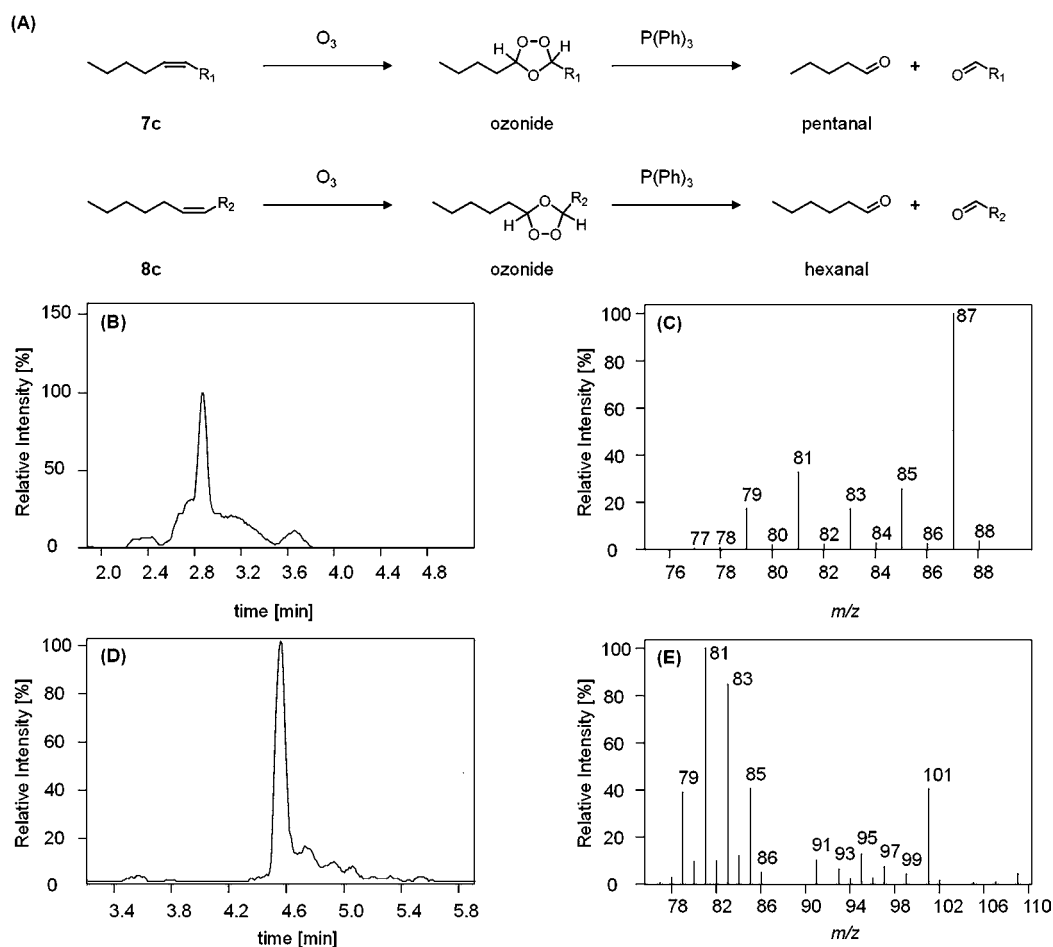 (A)
O3
P(Ph)3
H O-O H
O R1
R1
O + O R1
7c ozonide pentanal
O3
P(Ph)3
R2
O R2
H O-O H
O + O R2
8c ozonide hexanal
(B)
Relative Intensity [%]
150
100
50
0
2.0 2.4 2.8 3.2 3.6 4.0 4.4 4.8
time [min]
(C)
Relative Intensity [%]
100
80
60
40
20
0
77 78 79 80 81 82 83 84 85 86 87 88
76 78 80 82 84 86 88
m/z
(D)
Relative Intensity [%]
100
80
60
40
20
0
3.4 3.8 4.2 4.6 5.0 5.4 5.8
time [min]
(E)
Relative Intensity [%]
100
80
60
40
20
0
79 81 83 85 86 91 93 95 97 99 101
78 82 86 90 94 98 102 106 110
m/z